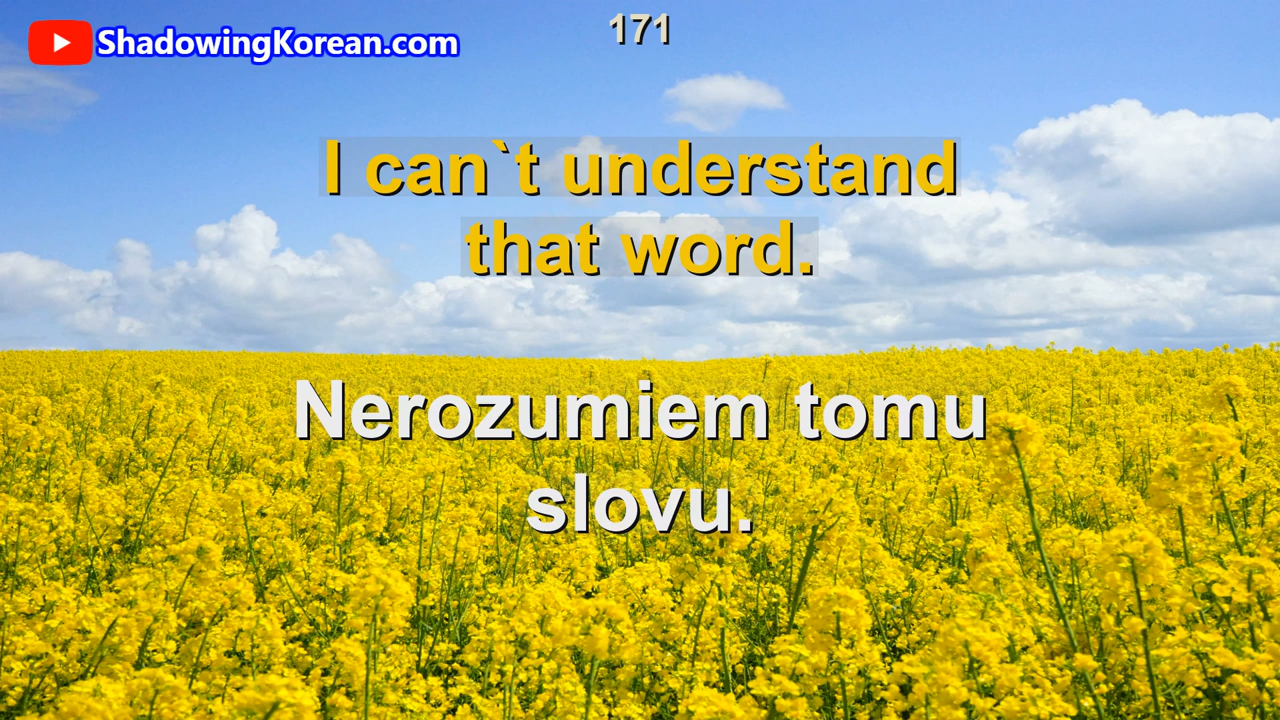 171
ShadowingKorean.com
I can`t understand
that word.
Nerozumiem tomu
slovu.